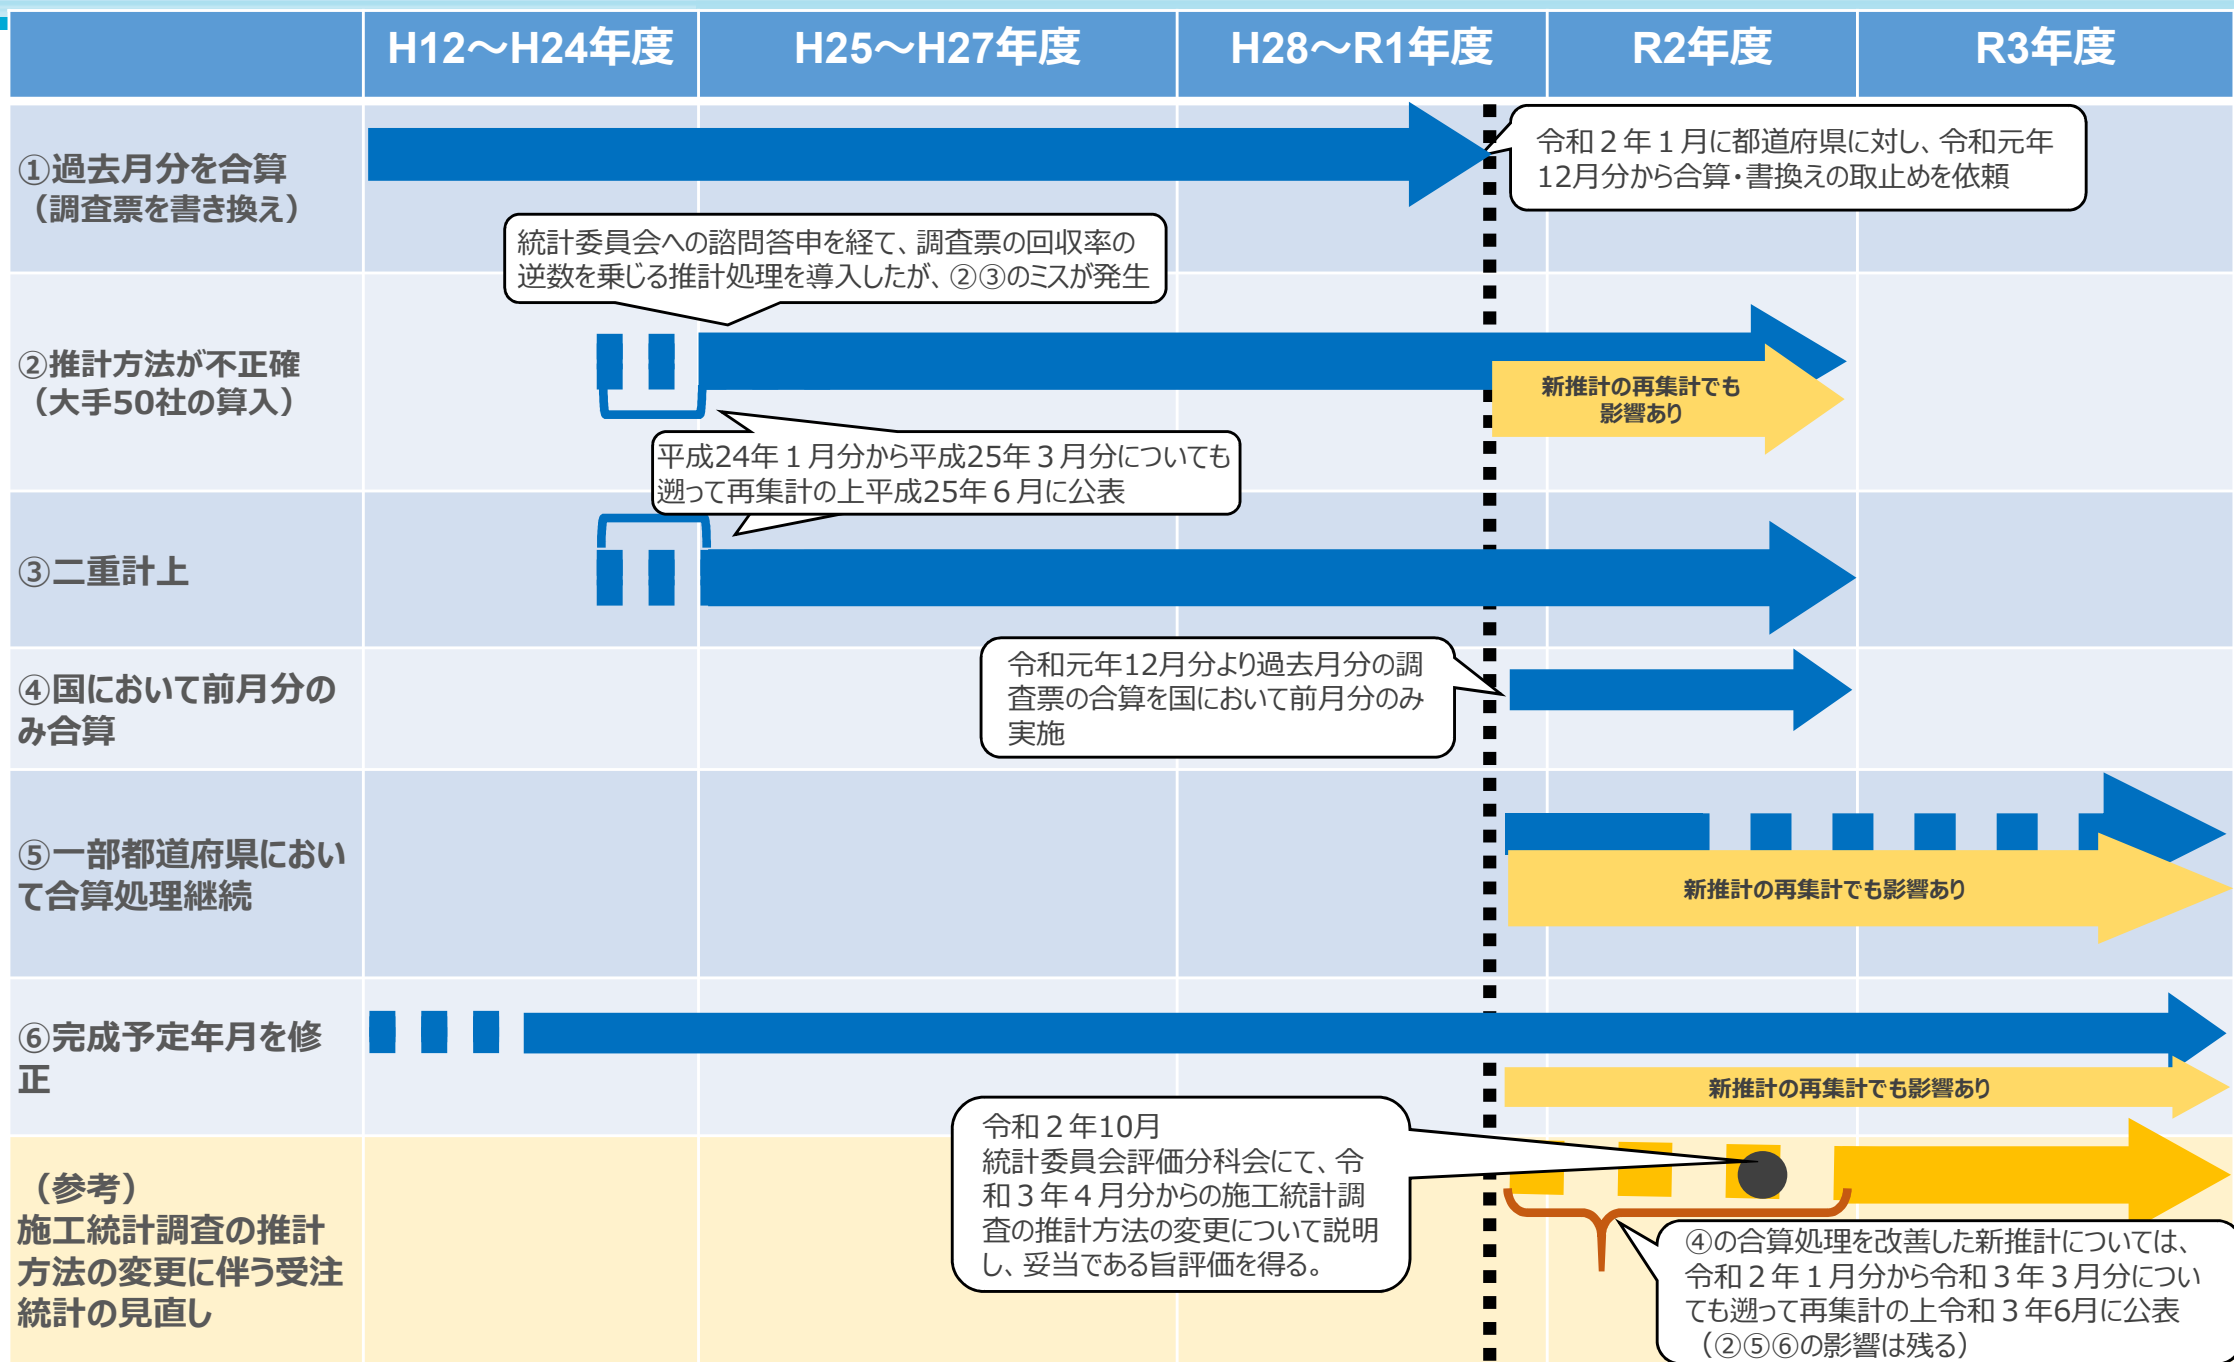 H12～H24年度
H25～H27年度
H28～R1年度
R2年度
R3年度
①過去月分を合算
（調査票を書き換え）
令和２年１月に都道府県に対し、令和元年
12月分から合算・書換えの取止めを依頼
統計委員会への諮問答申を経て、調査票の回収率の
逆数を乗じる推計処理を導入したが、②③のミスが発生
②推計方法が不正確
（大手50社の算入）
新推計の再集計でも
影響あり
平成24年１月分から平成25年３月分についても
遡って再集計の上平成25年６月に公表
③二重計上
④国において前月分の
み合算
令和元年12月分より過去月分の調
査票の合算を国において前月分のみ
実施
⑤一部都道府県におい
て合算処理継続
新推計の再集計でも影響あり
⑥完成予定年月を修
正
新推計の再集計でも影響あり
（参考）
施工統計調査の推計
方法の変更に伴う受注
統計の見直し
令和２年10月
統計委員会評価分科会にて、令
和３年４月分からの施工統計調
査の推計方法の変更について説明
し、妥当である旨評価を得る。
④の合算処理を改善した新推計については、
令和２年１月分から令和３年３月分につい
ても遡って再集計の上令和３年6月に公表
（②⑤⑥の影響は残る）